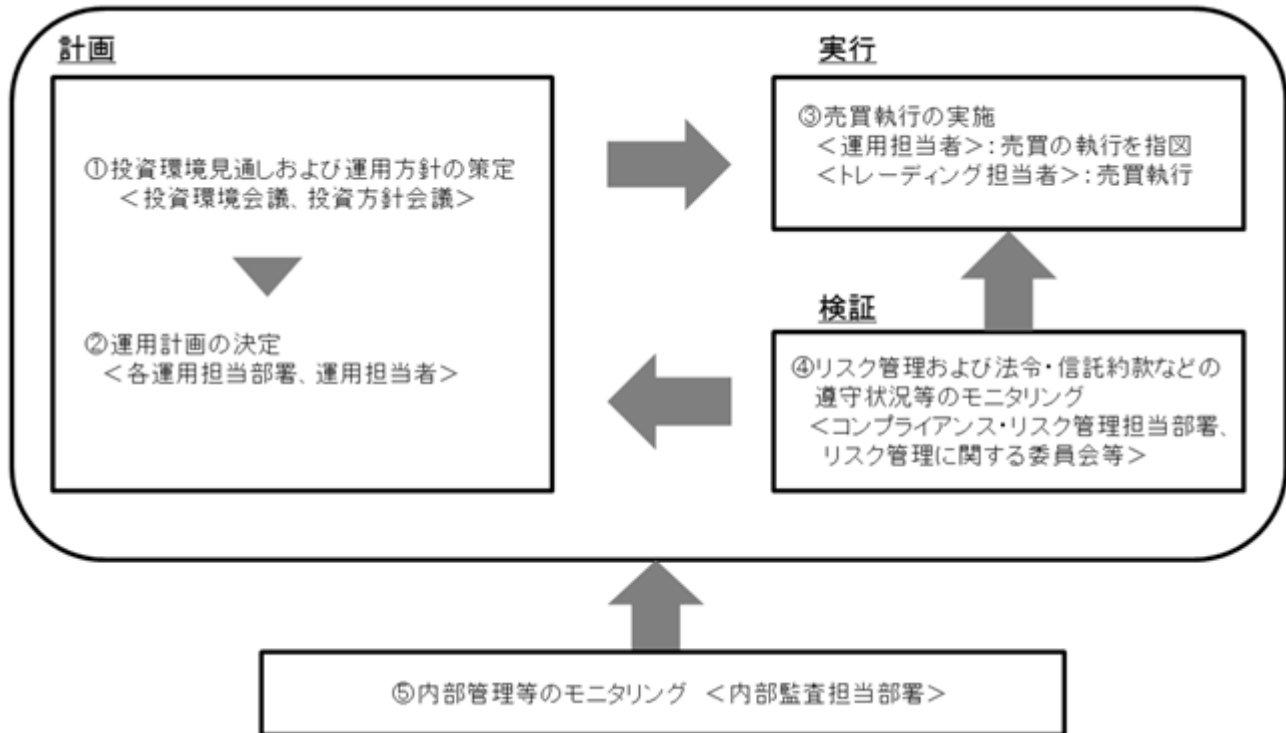 計画
①投資環境見通しおよび運用方針の策定
＜投資環境会議、投資方針会議＞
②運用計画の決定
＜各運用担当部署、運用担当者＞
実行
③売買執行の実施
＜運用担当者＞：売買の執行を指図
＜トレーディング担当者＞：売買執行
検証
④リスク管理および法令・信託約款などの
遵守状況等のモニタリング
＜コンプライアンス・リスク管理担当部署、
リスク管理に関する委員会等＞
⑤内部管理等のモニタリング ＜内部監査担当部署＞